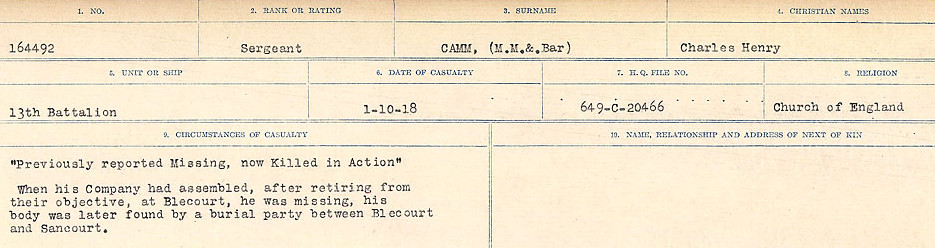 1. NO.
2. RANK OR RATING
3. SURNAME
4. CHRISTIAN NAMES
164492
Sergeant
CAMM, (M.M.&.Bar)
Charles Henry
5. UNIT OR SHIP
6. DATE OF CASUALTY
7. H.Q. FILE NO.
8. RELIGION
13th Battalion
1-10-18
649-C-20466
Church of England
9. CIRCUMSTANCES OF CASUALTY
10. NAME, RELATIONSHIP AND ADDRESS OF NEXT OF KIN
"Previously reported Missing, now Killed in Action"
When his Company had assembled, after retiring from
their objective, at Blecourt, he was missing, his
body was later found by a burial party between Blecourt
and Sancourt.